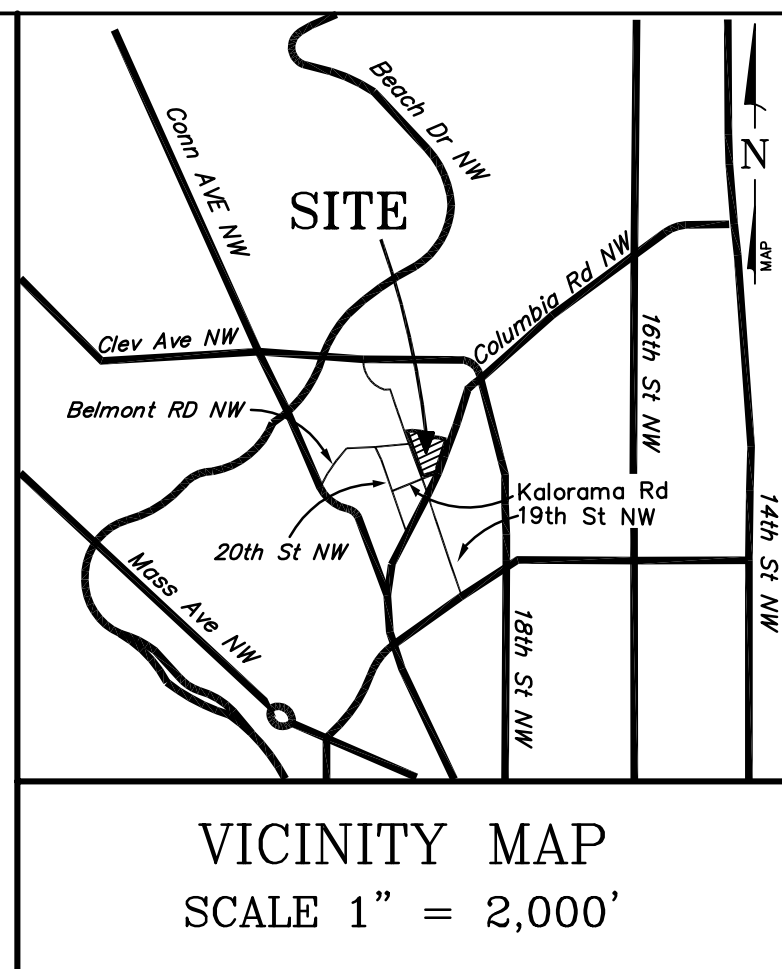 Beach Dr NW
Conn AVE NW
N
SITE
MAP
Columbia Rd NW
Clev Ave NW
16th St NW
Belmont RD NW
Kalorama Rd
19th St NW
14th St NW
20th St NW
Mass Ave NW
18th St NW
VICINITY MAP
SCALE 1” = 2,000’